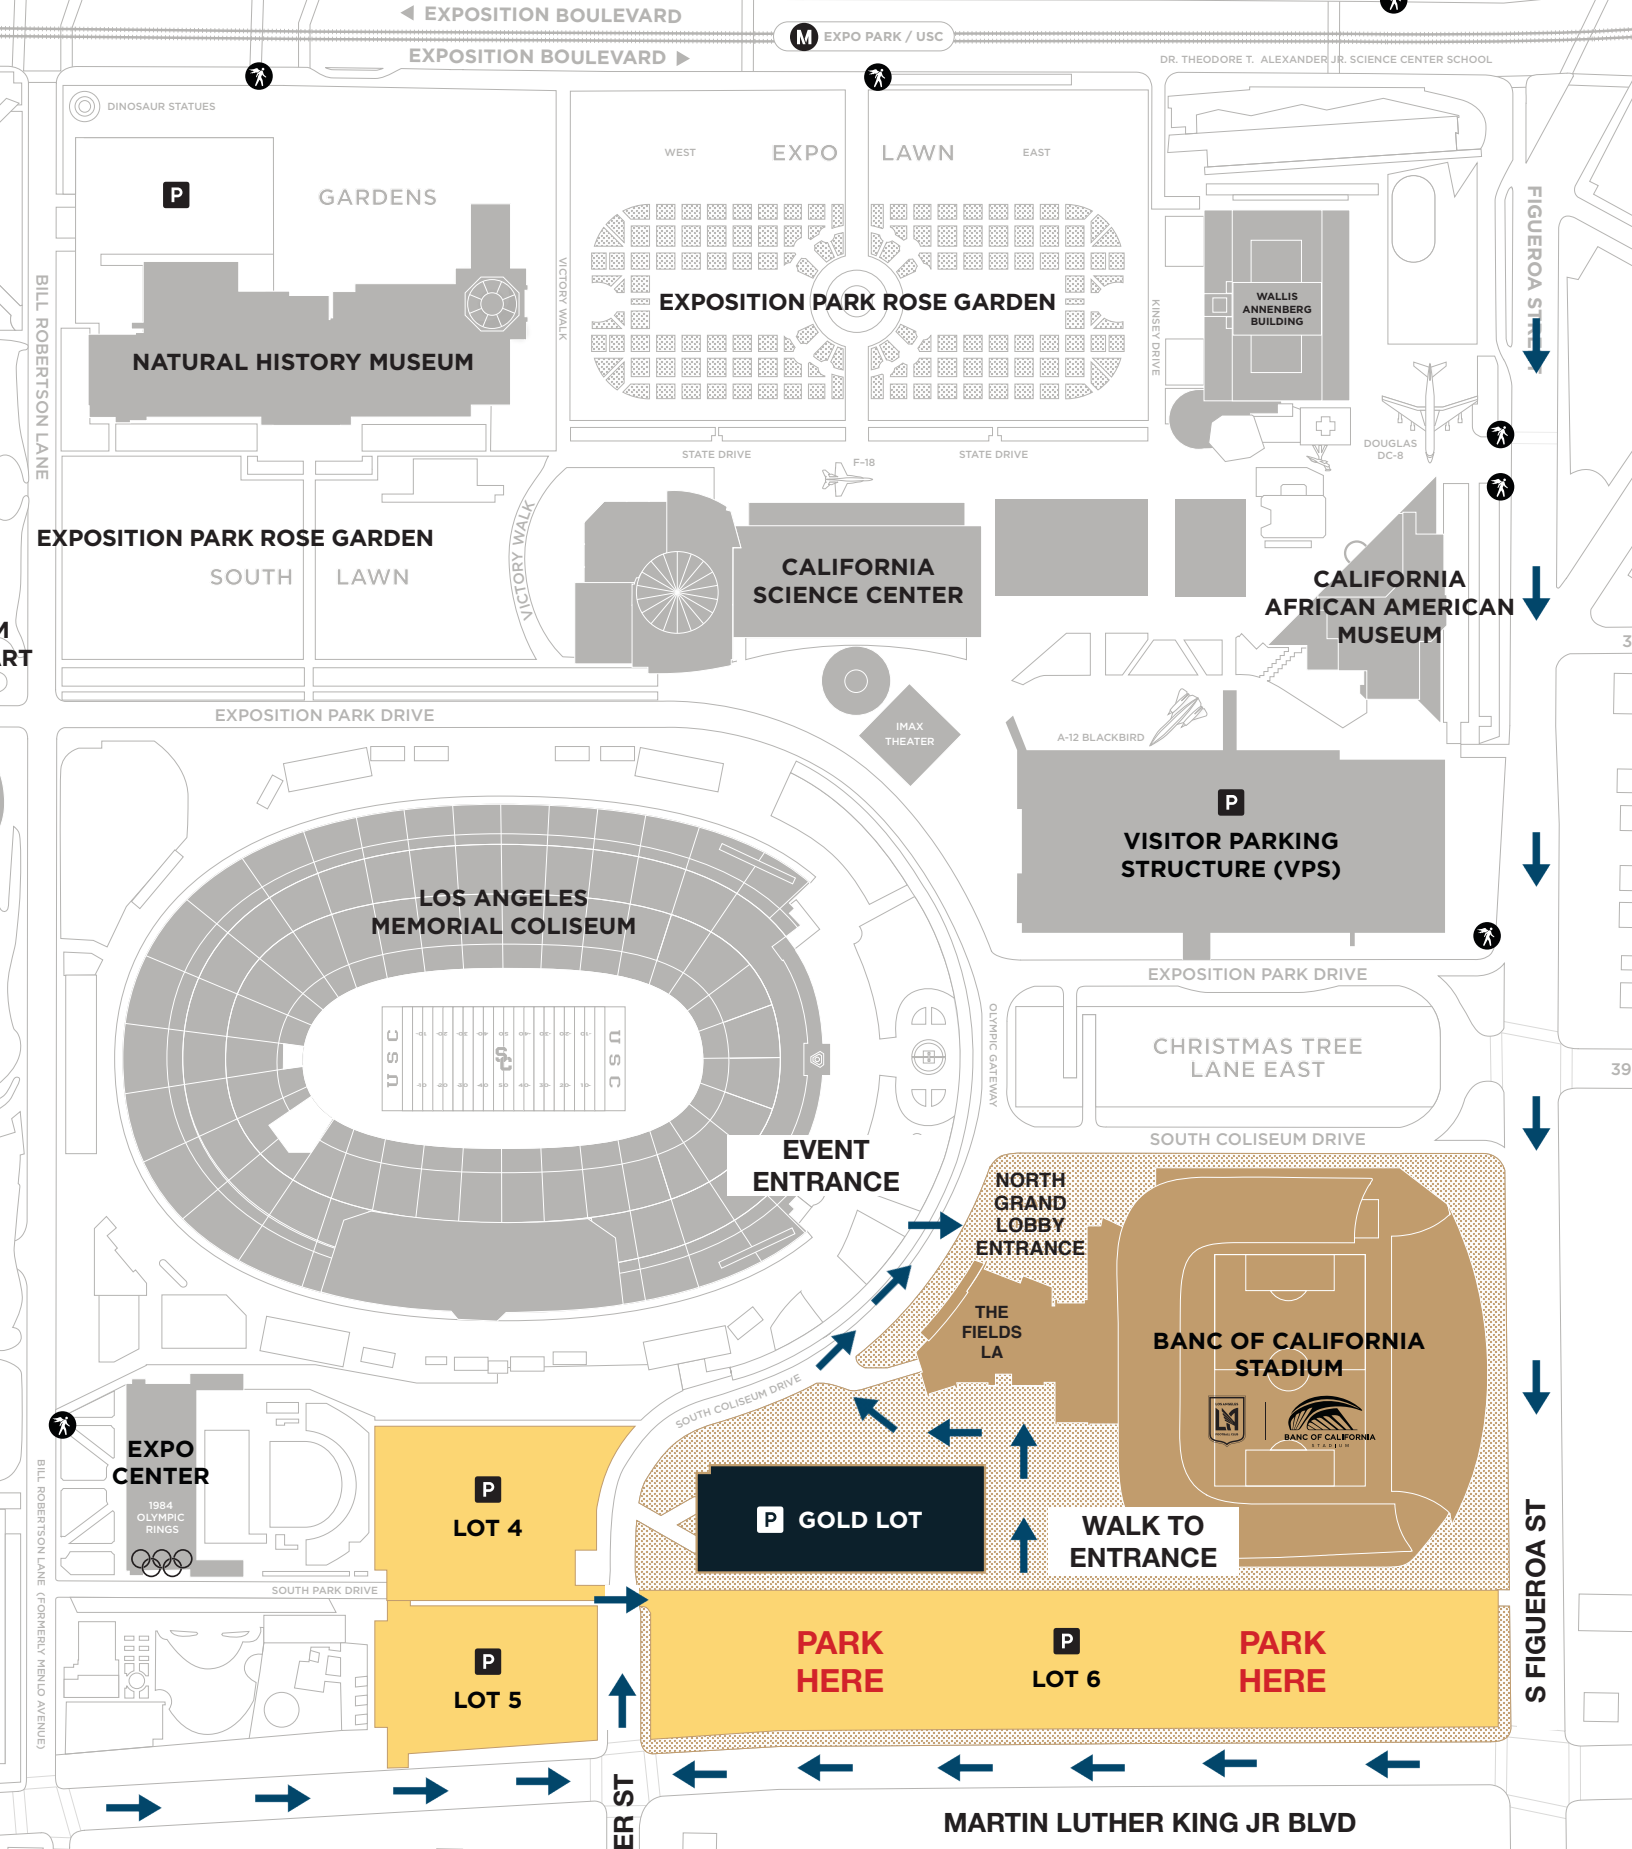 EXPOSITION BOULEVARD
EXPOSITION BOULEVARD
M EXPO PARK / USC
DR. THEODORE T. ALEXANDER JR. SCIENCE CENTER SCHOOL
DINOSAUR STATUES
P
GARDENS
WEST
EXPO LAWN
EAST
FIGUEROA
BILL ROBERTSON LANE
VICTORY WALK
KINSEY DRIVE
EXPOSITION PARK ROSE GARDEN
WALLIS
ANNENBERG
BUILDING
NATURAL HISTORY MUSEUM
STATE DRIVE
F-18
STATE DRIVE
DOUGLAS
DC-8
EXPOSITION PARK ROSE GARDEN
SOUTH LAWN
VICTORY WALK
CALIFORNIA
SCIENCE CENTER
CALIFORNIA
AFRICAN AMERICAN
MUSEUM
EXPOSITION PARK DRIVE
IMAX
THEATER
A-12 BLACKBIRD
P
VISITOR PARKING
STRUCTURE (VPS)
LOS ANGELES
MEMORIAL COLISEUM
USC
SC
USC
EXPOSITION PARK DRIVE
OLYMPIC GATEWAY
CHRISTMAS TREE
LANE EAST
39
SOUTH COLISEUM DRIVE
EVENT
ENTRANCE
NORTH
GRAND
LOBBY
ENTRANCE
THE
FIELDS
LA
BANC OF CALIFORNIA
STADIUM
LA
BANC OF CALIFORNIA
STADIUM
SOUTH COLISEUM DRIVE
EXPO
CENTER
1984
OLYMPIC
RINGS
P
LOT 4
P GOLD LOT
WALK TO
ENTRANCE
BILL ROBERTSON LANE (FORMERLY MENLO AVENUE)
SOUTH PARK DRIVE
P
LOT 5
PARK
HERE
P
LOT 6
PARK
HERE
S FIGUEROA ST
ER ST
MARTIN LUTHER KING JR BLVD